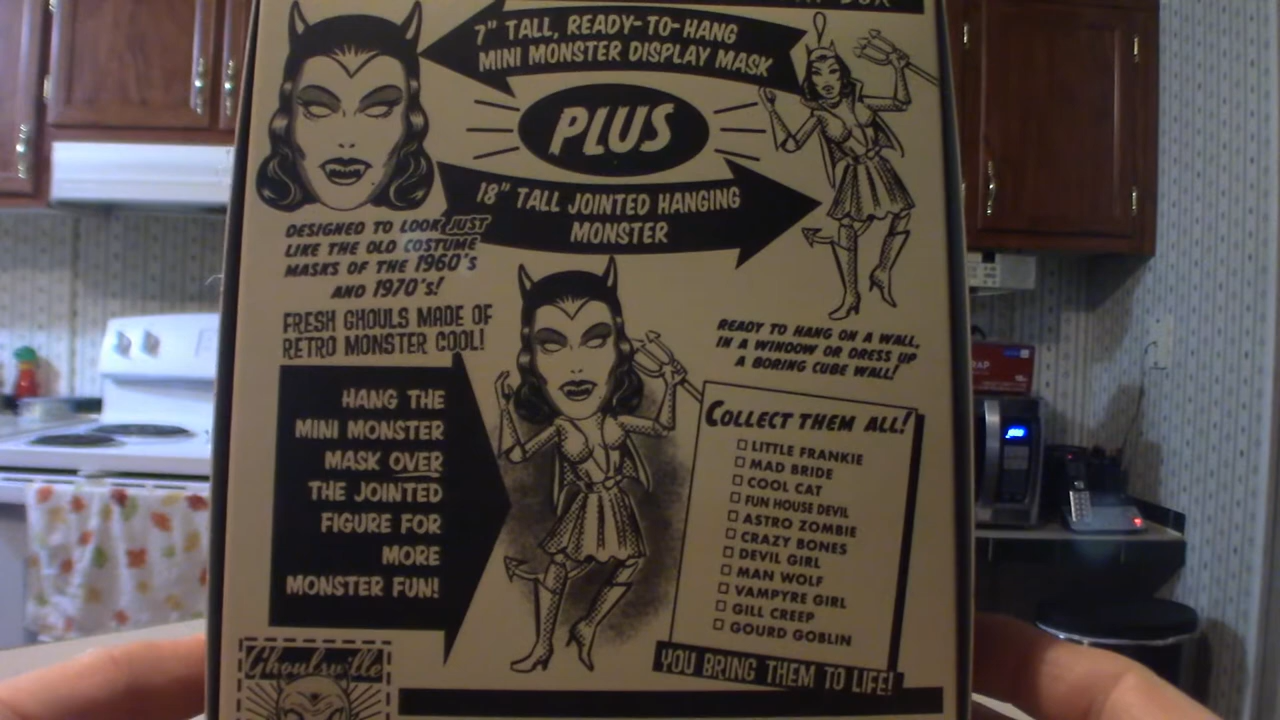 7" TALL, READY-TO-HANG
MINI MONSTER DISPLAY MASK
PLUS
18" TALL JOINTED HANGING
MONSTER
DESIGNED TO LOOK JUST
LIKE THE OLD COSTUME
MASKS OF THE 1960's
AND 1970's!
FRESH GHOULS MADE OF
RETRO MONSTER COOL!
READY TO HANG ON A WALL,
IN A WINDOW OR DRESS UP
A BORING CUBE WALL!
HANG THE
MINI MONSTER
MASK OVER
THE JOINTED
FIGURE FOR
MORE
MONSTER FUN!
COLLECT THEM ALL!
LITTLE FRANKIE
MAD BRIDE
COOL CAT
FUN HOUSE DEVIL
ASTRO ZOMBIE
CRAZY BONES
DEVIL GIRL
MAN WOLF
VAMPYRE GIRL
GILL CREEP
GOURD GOBLIN
YOU BRING THEM TO LIFE!
Ghoulsville